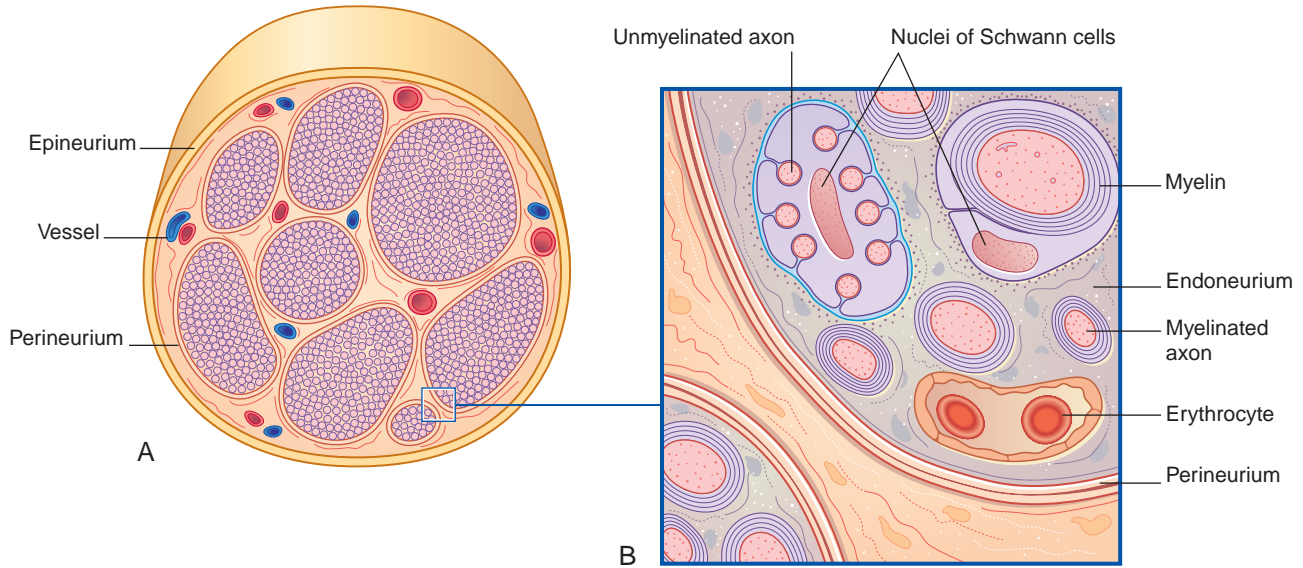 Epineurium
Vessel
Perineurium
A
Unmyelinated axon
Nuclei of Schwann cells
Myelin
Endoneurium
Myelinated
axon
Erythrocyte
Perineurium
B